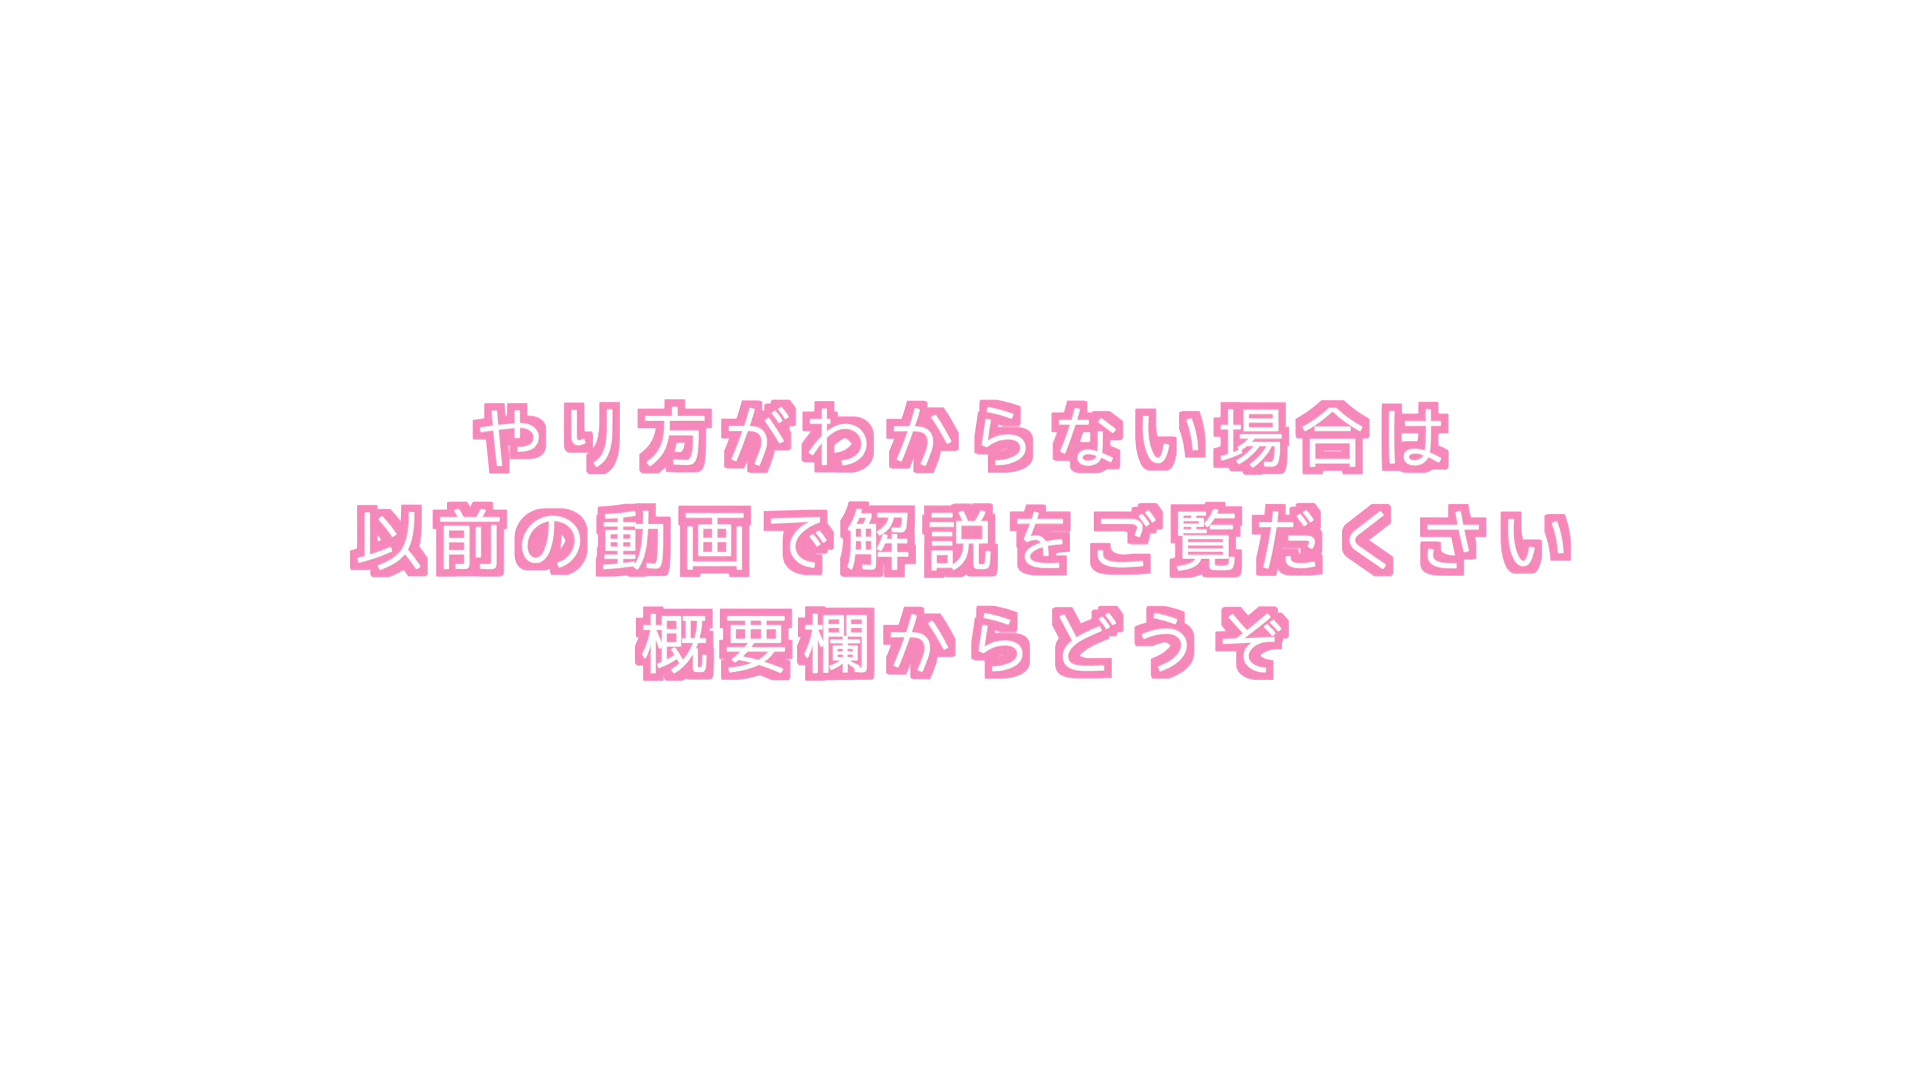 やり方がわからない場合は
以前の動画で解説をご覧だくさい
概要欄からどうぞ